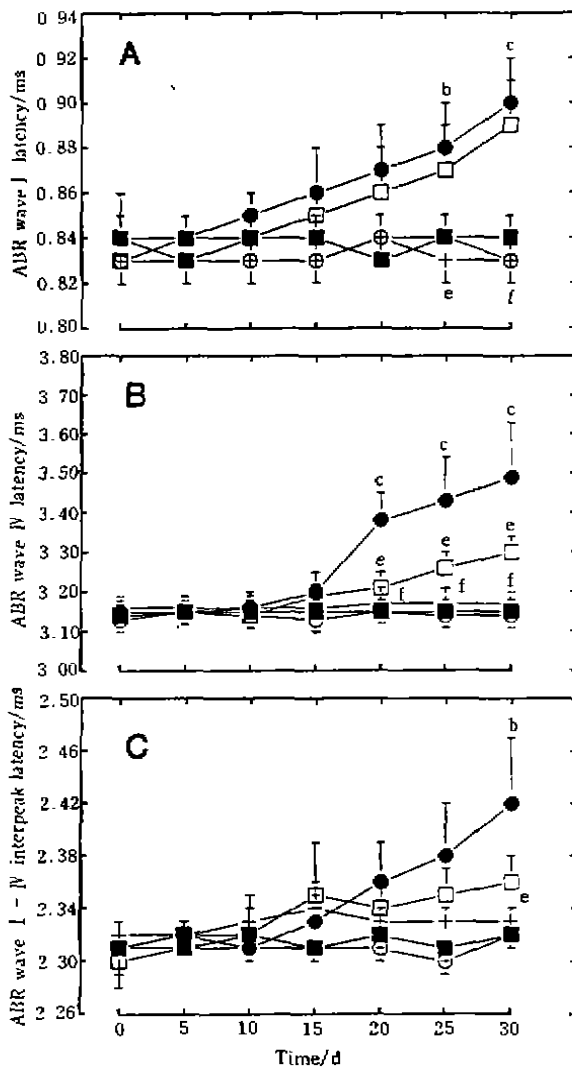 0.94
0.92
0.90
0.88
0.86
0.84
0.82
0.80
ABR wave I latency/ms
A
b
c
e
f
3.80
3.70
3.60
3.50
3.40
3.30
3.20
3.10
3.00
ABR wave IV latency/ms
B
c
c
c
e
e
e
f
f
f
2.50
2.46
2.42
2.38
2.34
2.30
2.26
ABR wave I - IV interpeak latency/ms
C
b
e
0 5 10 15 20 25 30
Time/d